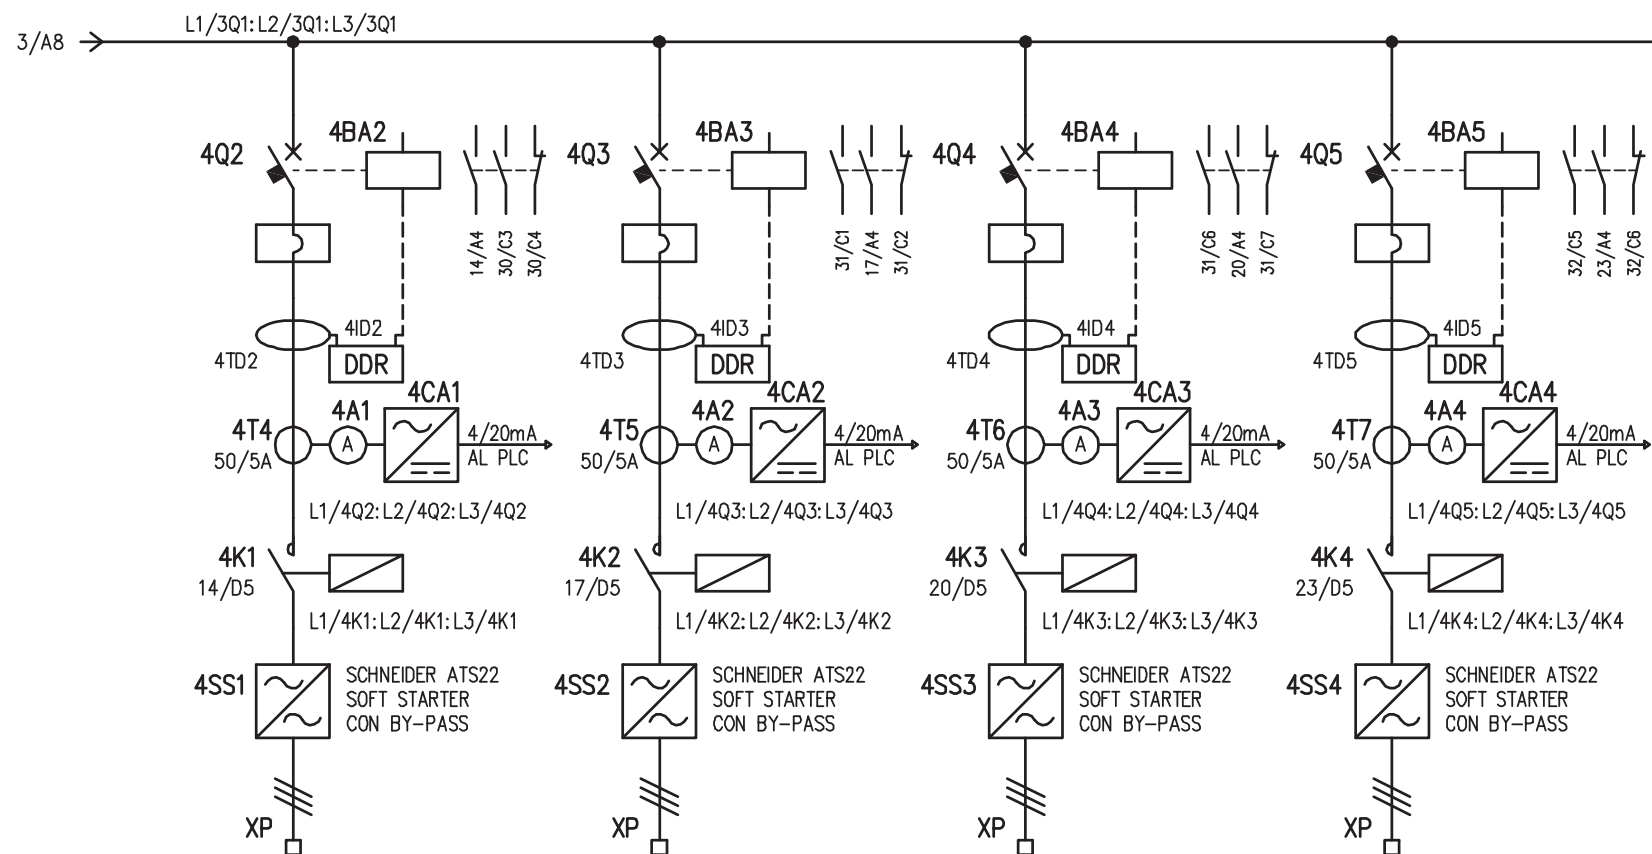 L1/3Q1:L2/3Q1:L3/3Q1
3/A8
4Q2
4BA2
14/A4
30/C3
30/C4
4TD2
4ID2
DDR
4CA1
4A1
4T4
50/5A
A
4/20mA
AL PLC
L1/4Q2:L2/4Q2:L3/4Q2
4K1
14/D5
L1/4K1:L2/4K1:L3/4K1
4SS1
SCHNEIDER ATS22
SOFT STARTER
CON BY-PASS
XP
4Q3
4BA3
31/C1
17/A4
31/C2
4TD3
4ID3
DDR
4CA2
4A2
4T5
50/5A
A
4/20mA
AL PLC
L1/4Q3:L2/4Q3:L3/4Q3
4K2
17/D5
L1/4K2:L2/4K2:L3/4K2
4SS2
SCHNEIDER ATS22
SOFT STARTER
CON BY-PASS
XP
4Q4
4BA4
31/C6
20/A4
31/C7
4TD4
4ID4
DDR
4CA3
4A3
4T6
50/5A
A
4/20mA
AL PLC
L1/4Q4:L2/4Q4:L3/4Q4
4K3
20/D5
L1/4K3:L2/4K3:L3/4K3
4SS3
SCHNEIDER ATS22
SOFT STARTER
CON BY-PASS
XP
4Q5
4BA5
32/C5
23/A4
32/C6
4TD5
4ID5
DDR
4CA4
4A4
4T7
50/5A
A
4/20mA
AL PLC
L1/4Q5:L2/4Q5:L3/4Q5
4K4
23/D5
L1/4K4:L2/4K4:L3/4K4
4SS4
SCHNEIDER ATS22
SOFT STARTER
CON BY-PASS
XP